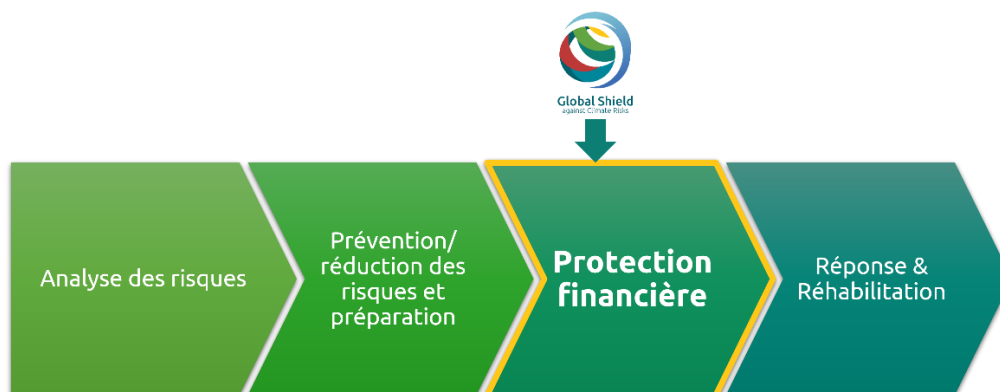 Global Shield
against Climate Risks
Analyse des risques
Prévention/
réduction des
risques et
préparation
Protection
financière
Réponse &
Réhabilitation